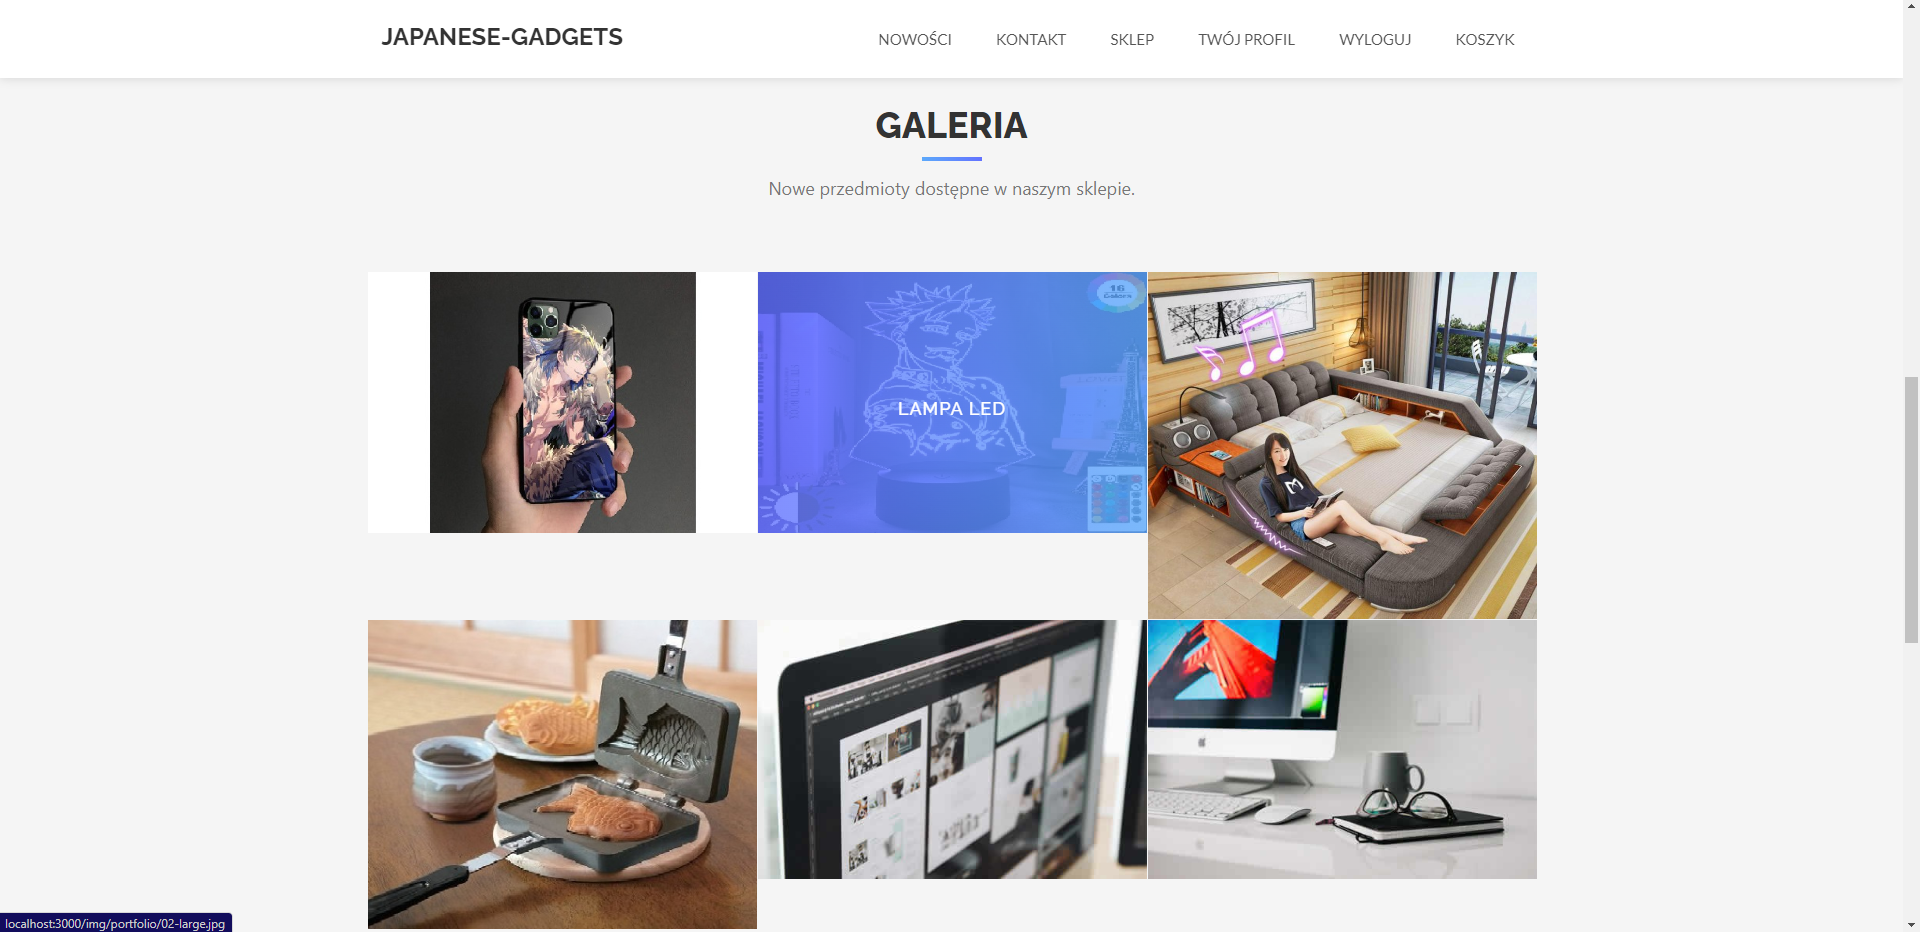 JAPANESE-GADGETS
NOWOŚCI
KONTAKT
SKLEP
TWÓJ PROFIL
WYLOGUJ
KOSZYK
GALERIA
Nowe przedmioty dostępne w naszym sklepie.
16
Colors
LAMPA LED
localhost:3000/img/portfolio/02-large.jpg